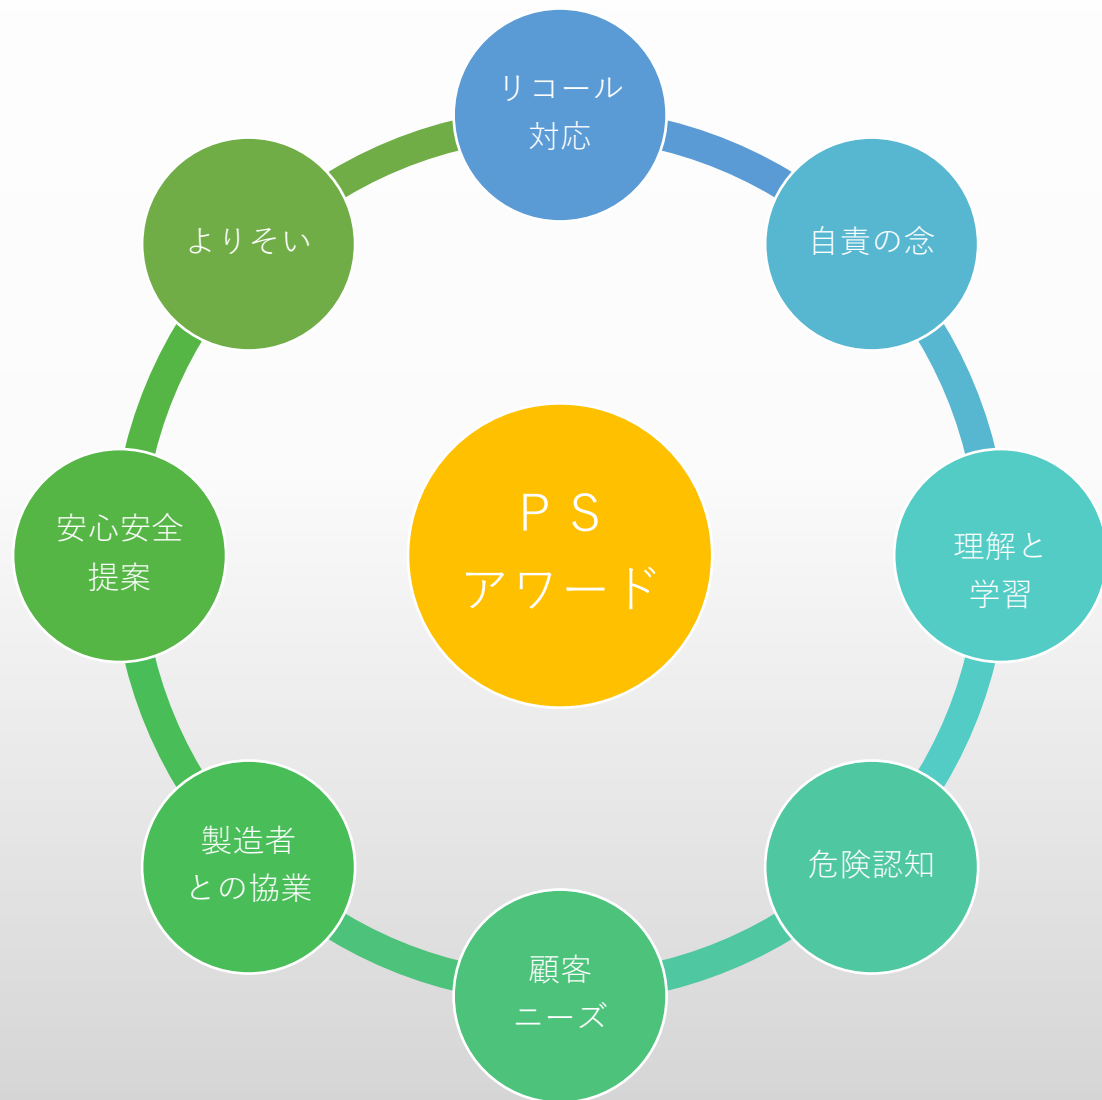 リコール
対応
自責の念
理解と
学習
危険認知
顧客
ニーズ
製造者
との協業
安心安全
提案
よりそい
ＰＳ
アワード